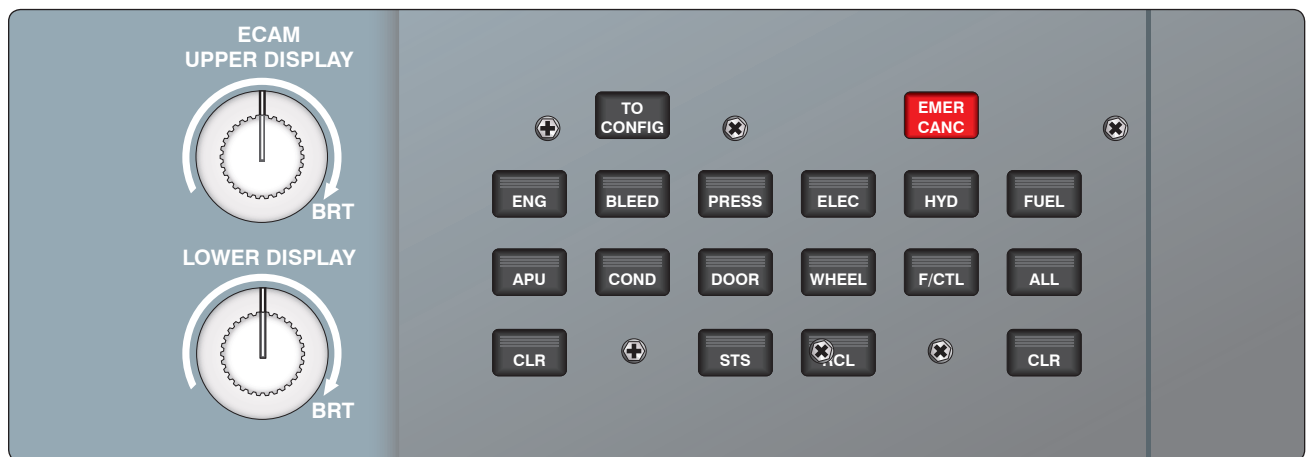 ECAM
UPPER DISPLAY
BRT
LOWER DISPLAY
BRT
TO
CONFIG
EMER
CANC
ENG BLEED PRESS ELEC HYD FUEL
APU COND DOOR WHEEL F/CTL ALL
CLR STS RCL CLR